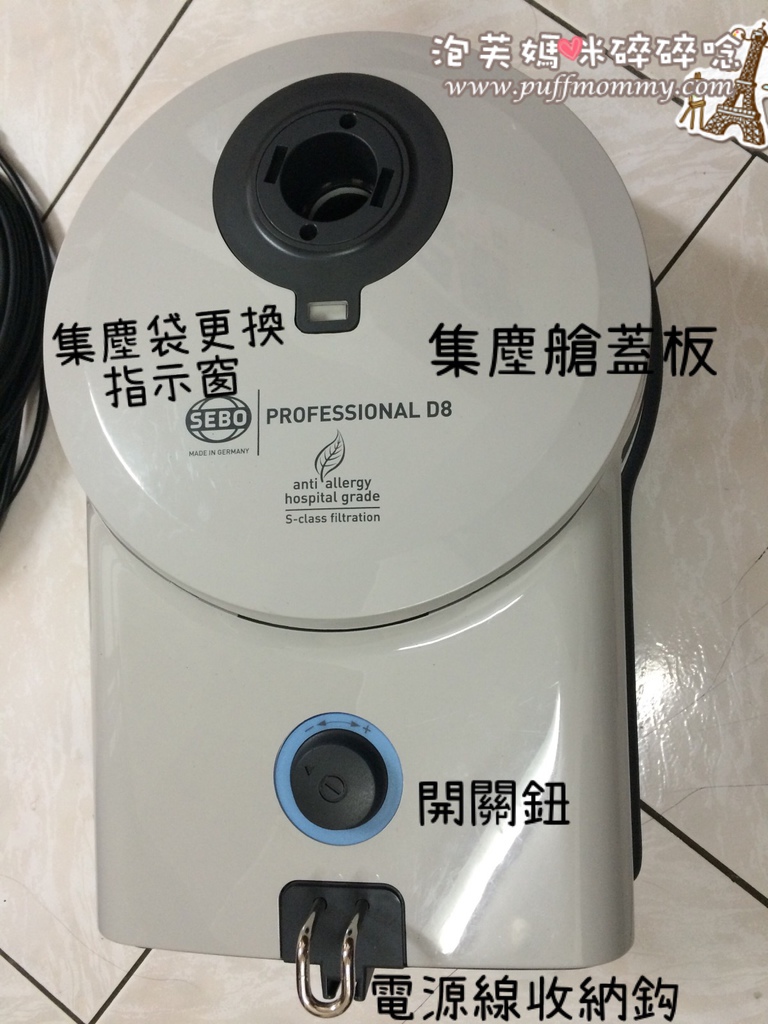 泡芙媽咪碎碎唸
www.puffmommy.com
集塵袋更換
指示窗
集塵艙蓋板
SEBO
MADE IN GERMANY
PROFESSIONAL D8
anti allergy
hospital grade
S-class filtration
- +
開關鈕
電源線收納鈎